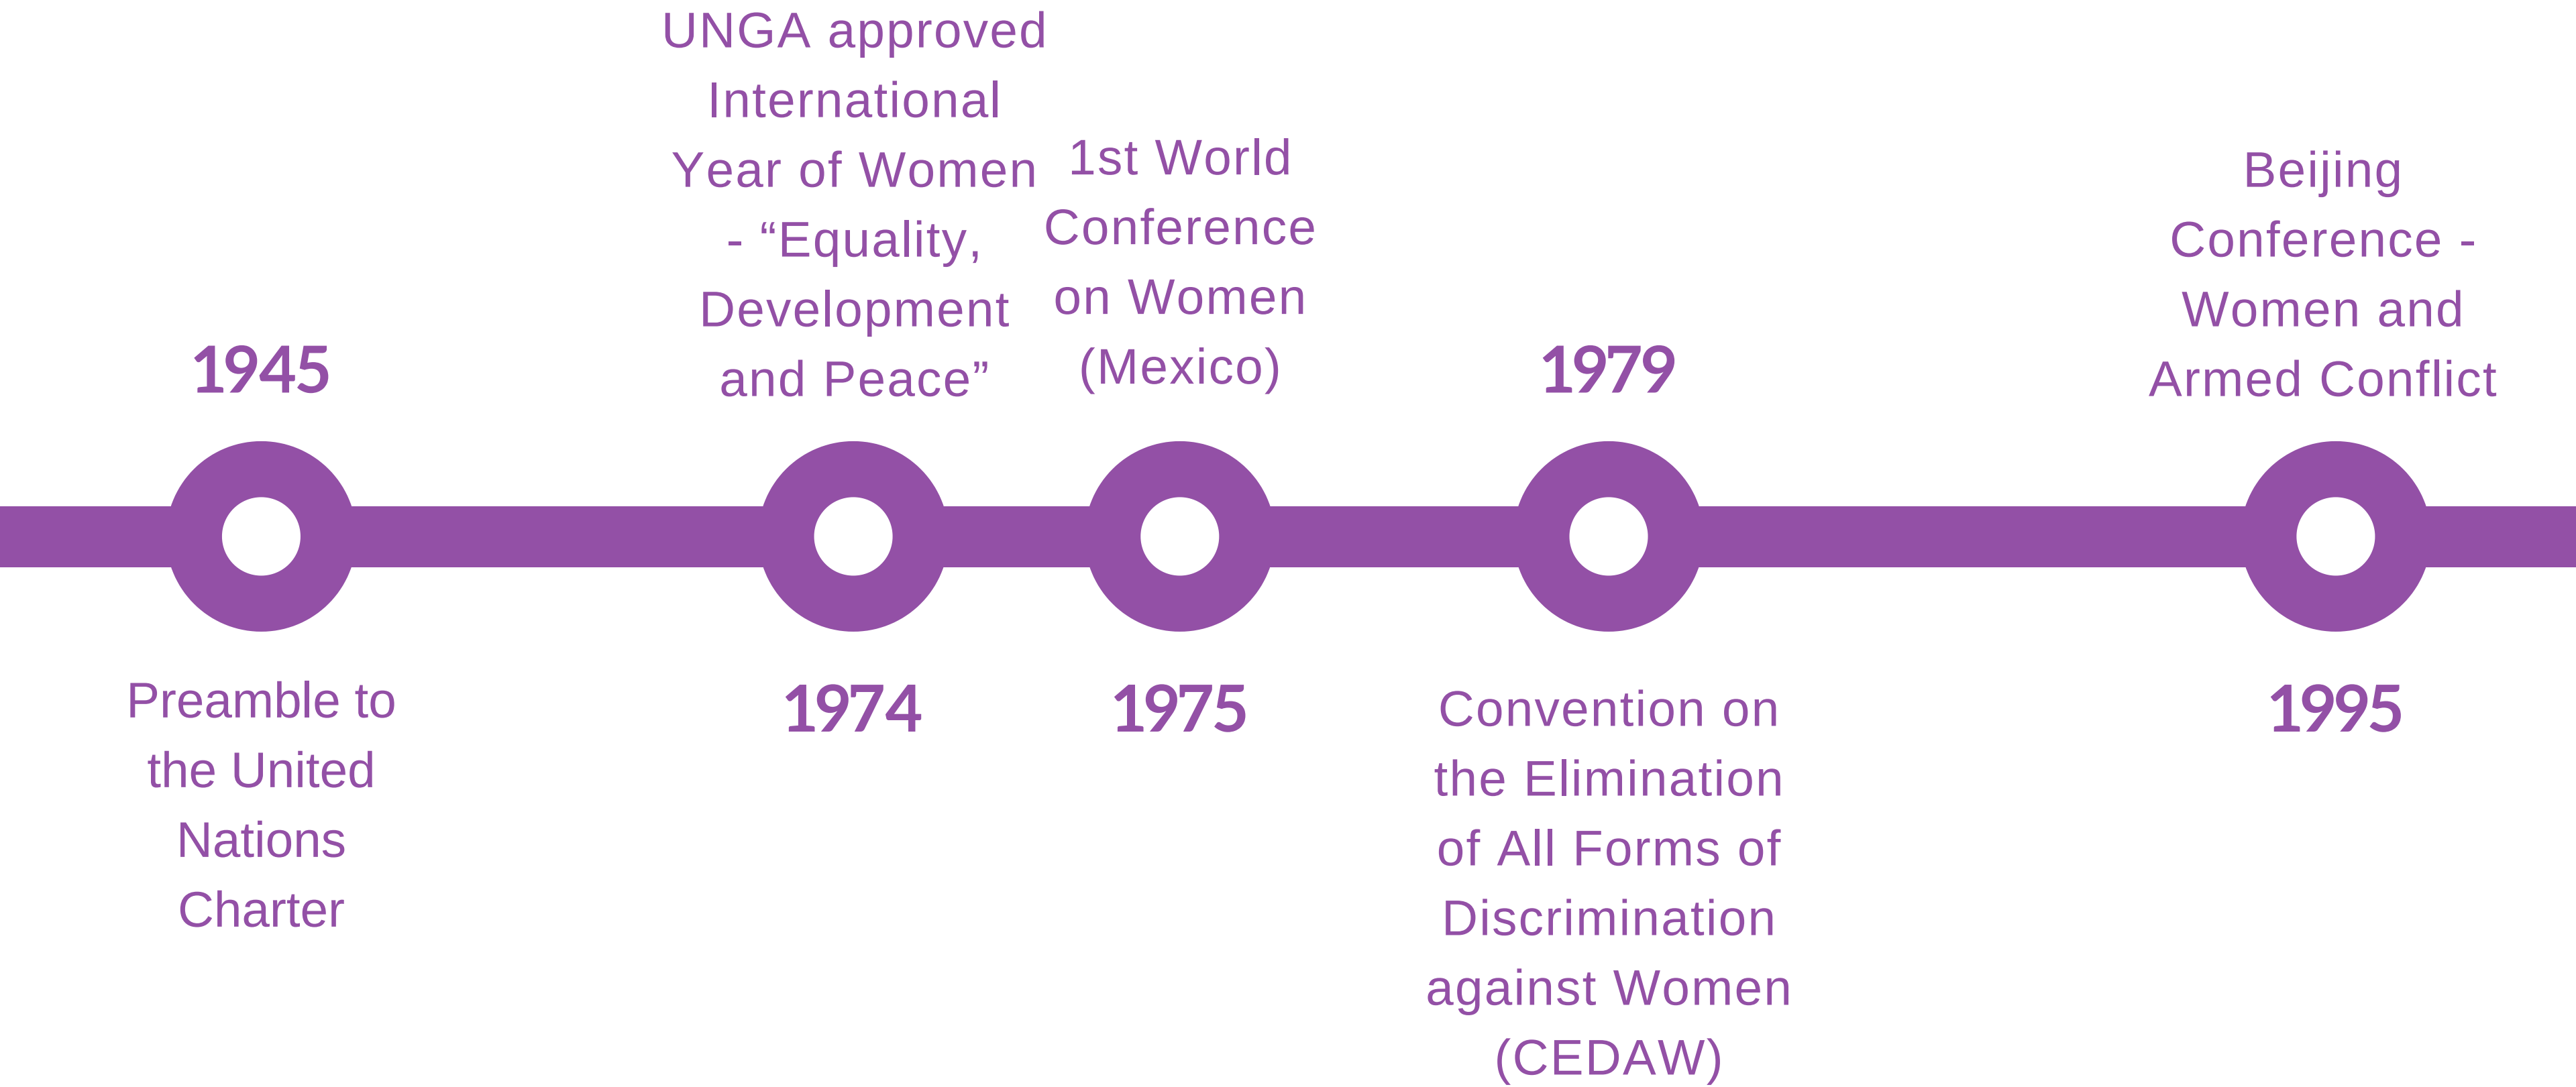 1945
Preamble to
the United
Nations
Charter
UNGA approved
International
Year of Women
- “Equality,
Development
and Peace”
1974
1st World
Conference
on Women
(Mexico)
1975
1979
Convention on
the Elimination
of All Forms of
Discrimination
against Women
(CEDAW)
Beijing
Conference -
Women and
Armed Conflict
1995